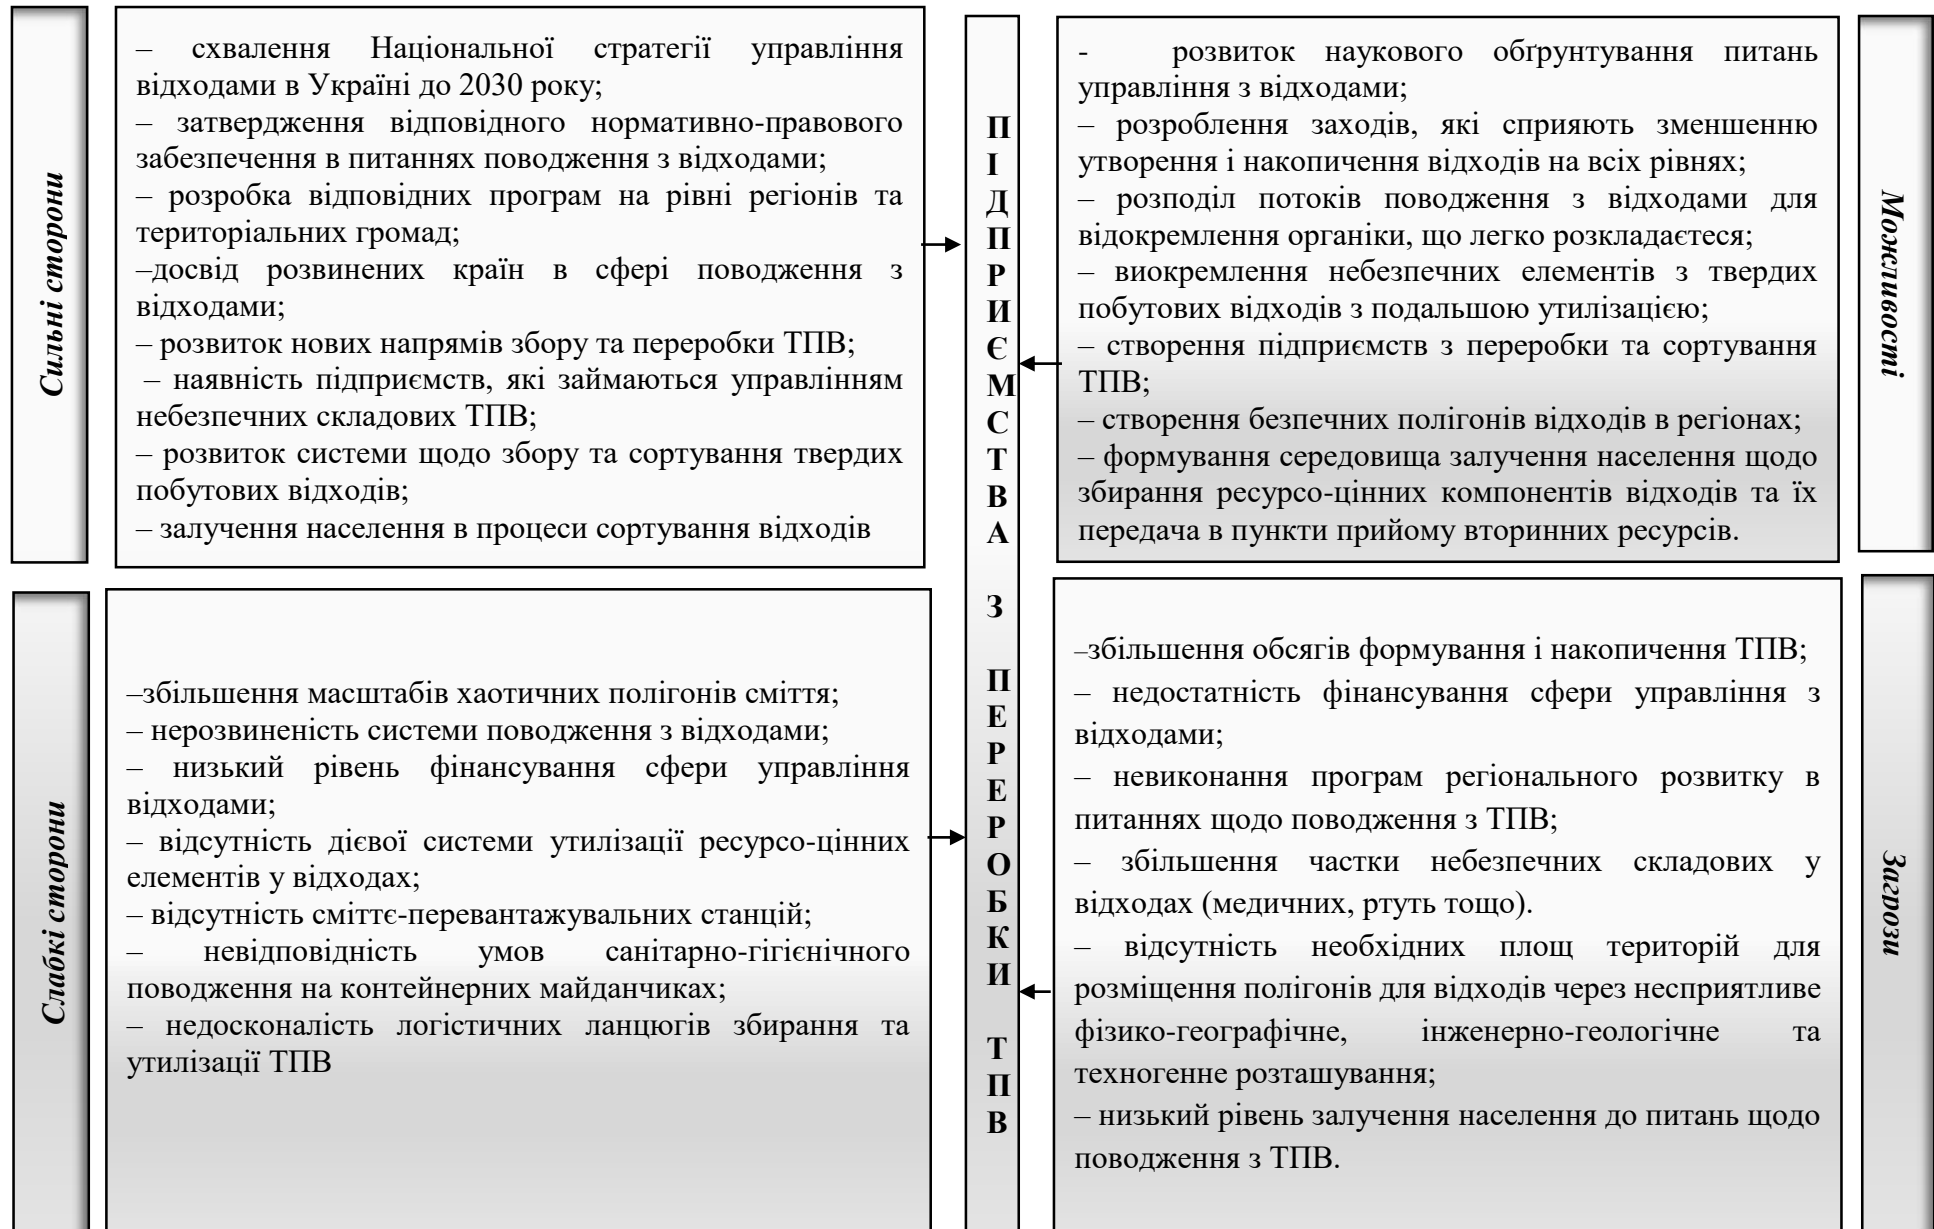 Сильні сторони
– схвалення Національної стратегії управління
відходами в Україні до 2030 року;
– затвердження відповідного нормативно-правового
забезпечення в питаннях поводження з відходами;
– розробка відповідних програм на рівні регіонів та
територіальних громад;
–досвід розвинених країн в сфері поводження з
відходами;
– розвиток нових напрямів збору та переробки ТПВ;
– наявність підприємств, які займаються управлінням
небезпечних складових ТПВ;
– розвиток системи щодо збору та сортування твердих
побутових відходів;
– залучення населення в процеси сортування відходів
Слабкі сторони
–збільшення масштабів хаотичних полігонів сміття;
– нерозвиненість системи поводження з відходами;
– низький рівень фінансування сфери управління
відходами;
– відсутність дієвої системи утилізації ресурсо-цінних
елементів у відходах;
– відсутність сміттє-перевантажувальних станцій;
– невідповідність умов санітарно-гігієнічного
поводження на контейнерних майданчиках;
– недосконалість логістичних ланцюгів збирання та
утилізації ТПВ
ПІДПРИЄМСТВА З ПЕРЕРОБКИ ТПВ
- розвиток наукового обґрунтування питань
управління з відходами;
– розроблення заходів, які сприяють зменшенню
утворення і накопичення відходів на всіх рівнях;
– розподіл потоків поводження з відходами для
відокремлення органіки, що легко розкладаєтеся;
– виокремлення небезпечних елементів з твердих
побутових відходів з подальшою утилізацією;
– створення підприємств з переробки та сортування
ТПВ;
– створення безпечних полігонів відходів в регіонах;
– формування середовища залучення населення щодо
збирання ресурсо-цінних компонентів відходів та їх
передача в пункти прийому вторинних ресурсів.
Можливості
–збільшення обсягів формування і накопичення ТПВ;
– недостатність фінансування сфери управління з
відходами;
– невиконання програм регіонального розвитку в
питаннях щодо поводження з ТПВ;
– збільшення частки небезпечних складових у
відходах (медичних, ртуть тощо).
– відсутність необхідних площ територій для
розміщення полігонів для відходів через несприятливе
фізико-географічне, інженерно-геологічне та
техногенне розташування;
– низький рівень залучення населення до питань щодо
поводження з ТПВ.
Загрози